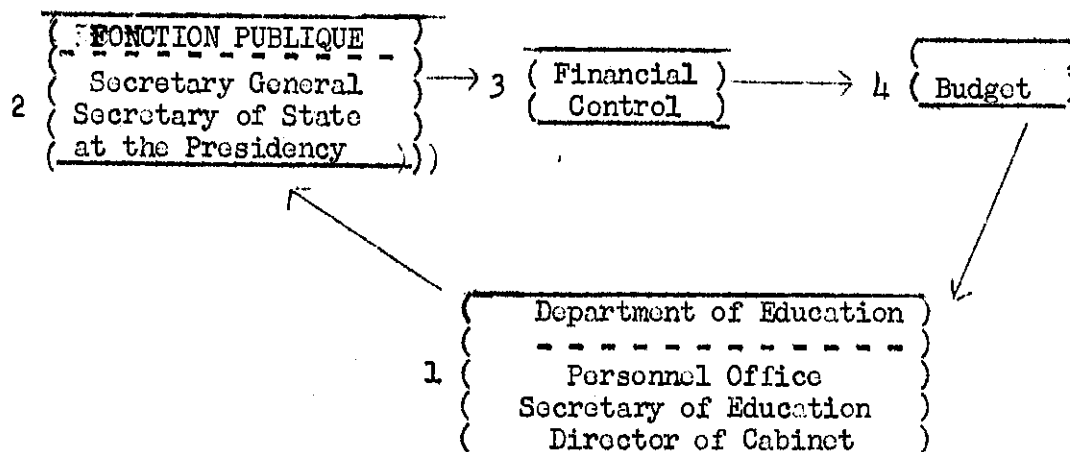 FONCTION PUBLIQUE
2 Secretary General
Secretary of State
at the Presidency
3 Financial
Control
4 Budget
Department of Education
1 Personnel Office
Secretary of Education
Director of Cabinet